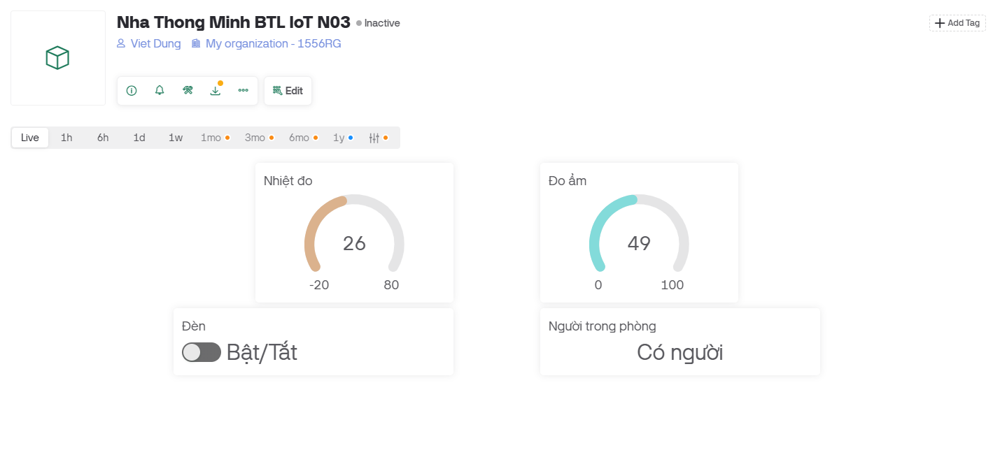 Nha Thong Minh BTL IoT N03 Inactive
Add Tag
Viet Dung My organization - 1556RG
Edit
Live 1h 6h 1d 1w 1mo 3mo 6mo 1y
Nhiệt đo
26
-20 80
Đo ẩm
49
0 100
Đèn
Bật/Tắt
Người trong phòng
Có người